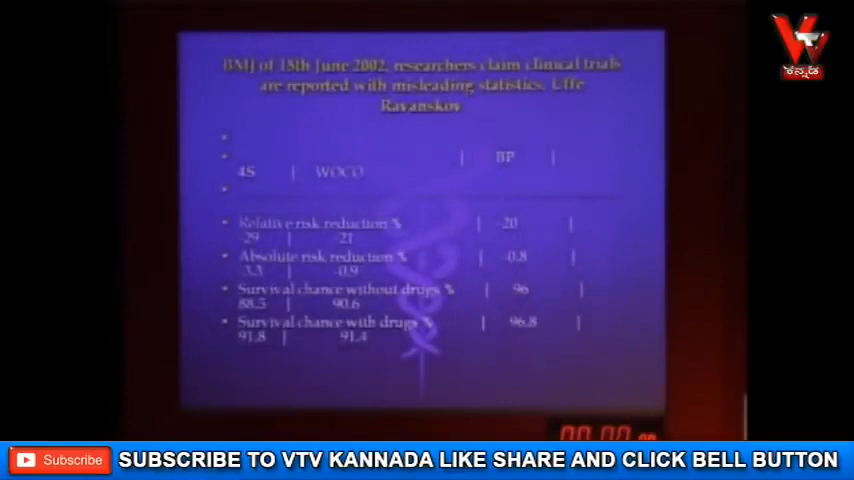 BMJ of 18th June 2002, researchers claim clinical trials
are reported with misleading statistics. Uffe
Ravanskov
| BP |
4S | WOCO
Relative risk reduction % | -20 |
-29 | -21
Absolute risk reduction % | -0.8 |
-3.3 | -0.9
Survival chance without drugs % | 96 |
88.5 | 90.6
Survival chance with drugs % | 96.8 |
91.8 | 91.4
ಕನ್ನಡ
Subscribe
SUBSCRIBE TO VTV KANNADA LIKE SHARE AND CLICK BELL BUTTON